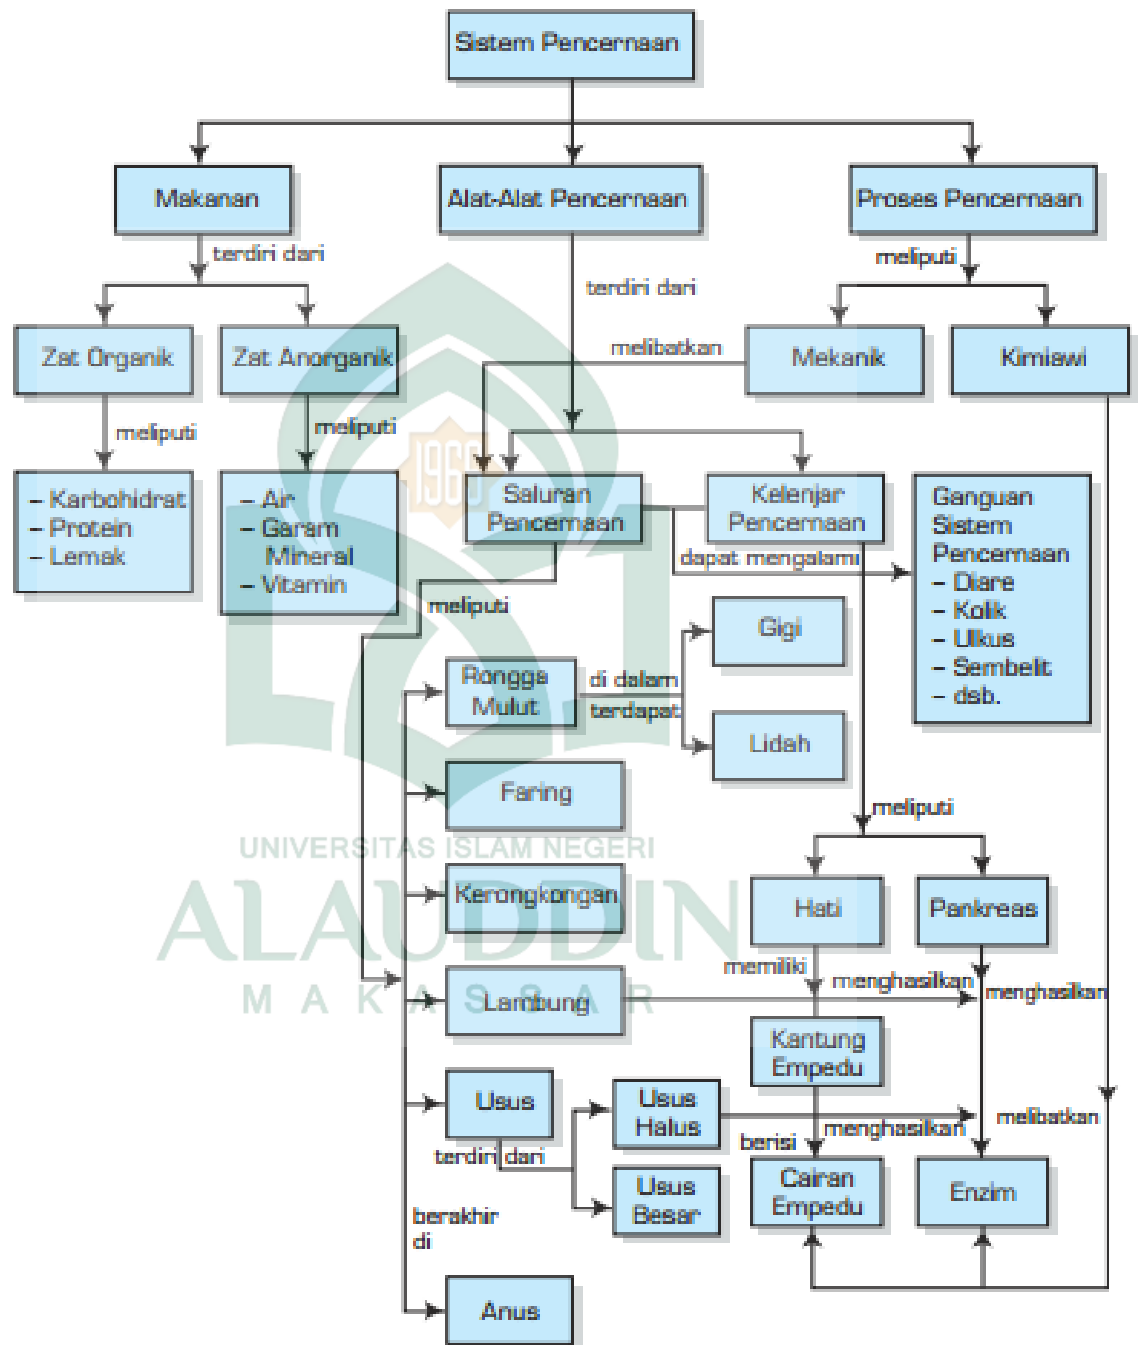 Sistem Pencernaan
Makanan
Alat-Alat Pencernaan
Proses Pencernaan
terdiri dari
terdiri dari
meliputi
Zat Organik
Zat Anorganik
melibatkan
Mekanik
Kimiawi
meliputi
meliputi
– Karbohidrat
– Protein
– Lemak
– Air
– Garam
Mineral
– Vitamin
1965
Saluran
Pencernaan
Kelenjar
Pencernaan
Ganguan
Sistem
Pencernaan
– Diare
– Kolik
– Ulkus
– Sembelit
– dsb.
dapat mengalami
meliputi
Rongga
Mulut
di dalam
terdapat
Gigi
Lidah
Faring
meliputi
UNIVERSITAS ISLAM NEGERI
ALAUDDIN
MAKASSAR
Kerongkongan
Hati
Pankreas
memiliki
menghasilkan
menghasilkan
Lambung
Kantung
Empedu
Usus
Usus
Halus
menghasilkan
melibatkan
terdiri dari
berisi
Usus
Besar
Cairan
Empedu
Enzim
berakhir
di
Anus